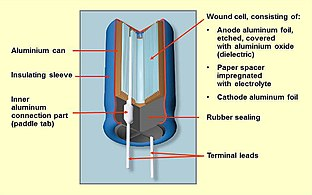 Aluminium can
Insulating sleeve
Inner
aluminum
connection part
(paddle tab)
Wound cell, consisting of:
• Anode aluminum foil,
etched, covered
with aluminium oxide
(dielectric)
• Paper spacer
impregnated
with electrolyte
• Cathode aluminum foil
Rubber sealing
Terminal leads